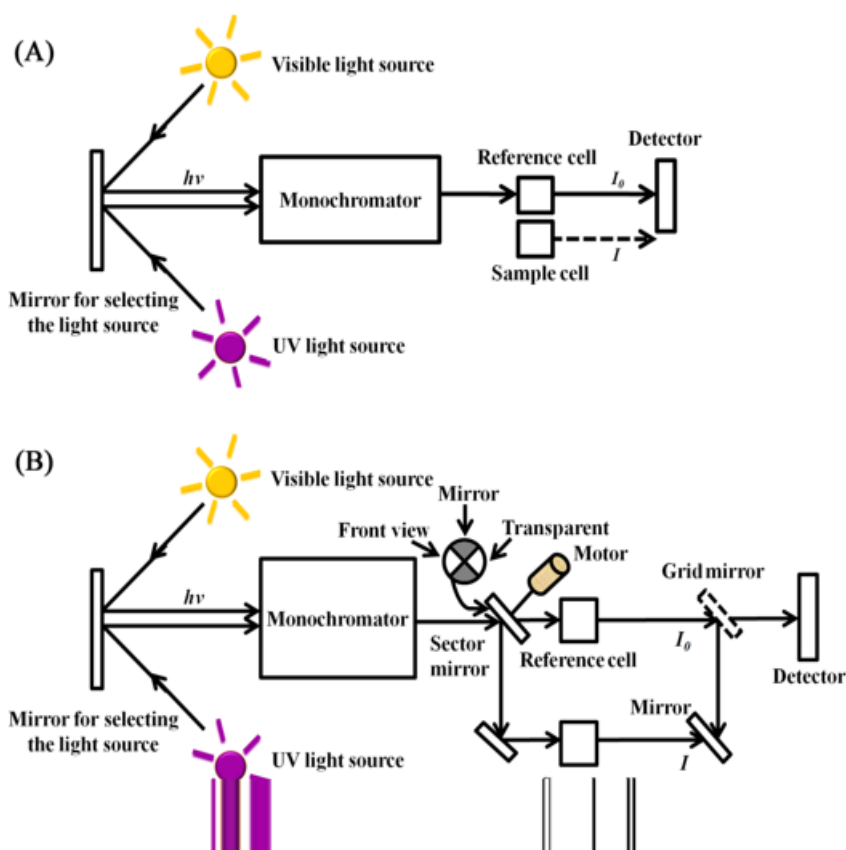 (A)
Visible light source
Detector
Reference cell
hν
I₀
Monochromator
I
Sample cell
Mirror for selecting
the light source
UV light source
(B)
Visible light source
Mirror
Front view
Transparent
Motor
Grid mirror
hν
Monochromator
Sector
mirror
Reference cell
I₀
Detector
Mirror for selecting
the light source
Mirror
UV light source
I